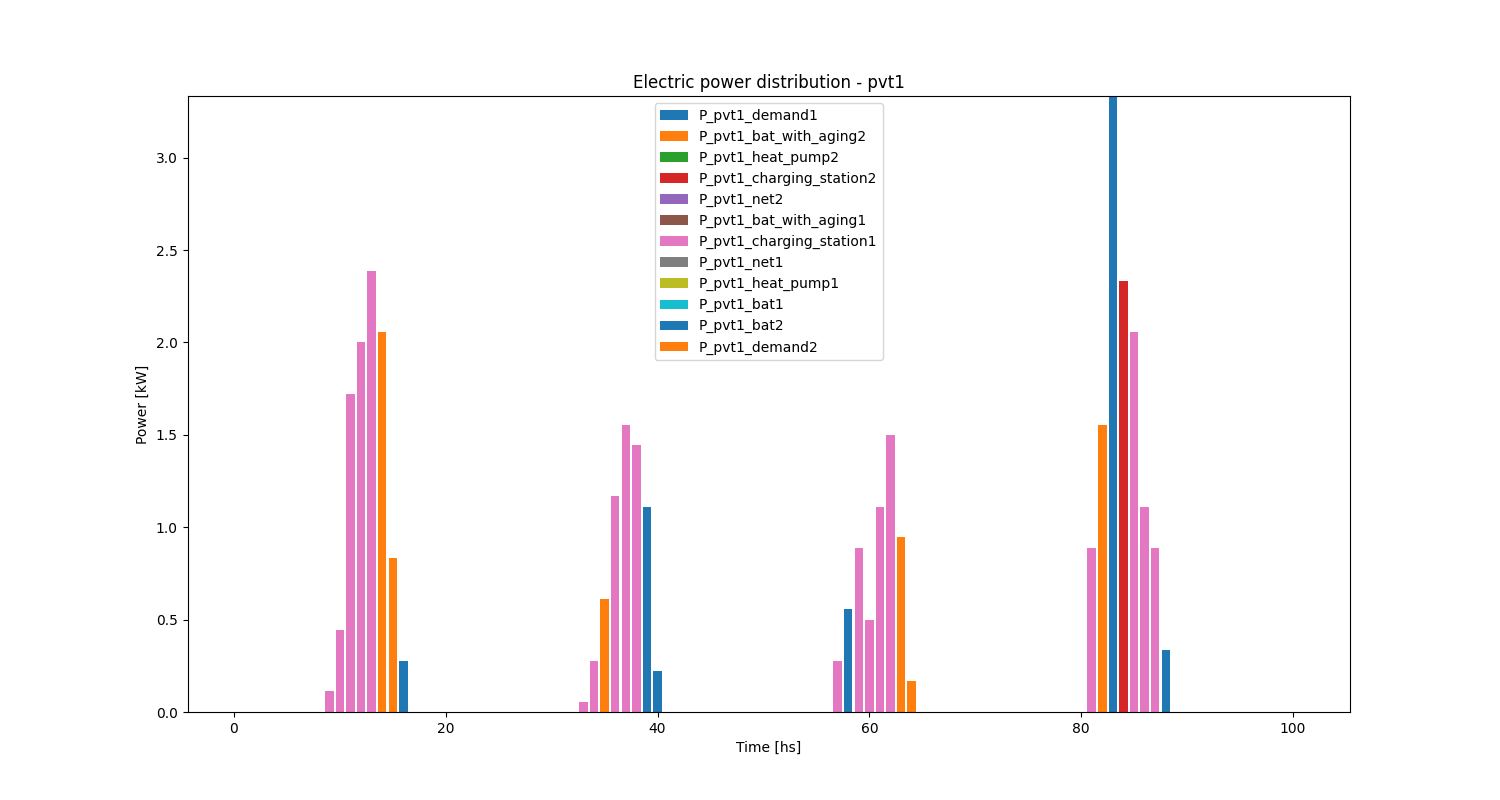 Electric power distribution - pvt1
P_pvt1_demand1
P_pvt1_bat_with_aging2
P_pvt1_heat_pump2
P_pvt1_charging_station2
P_pvt1_net2
P_pvt1_bat_with_aging1
P_pvt1_charging_station1
P_pvt1_net1
P_pvt1_heat_pump1
P_pvt1_bat1
P_pvt1_bat2
P_pvt1_demand2
Power [kW]
3.0
2.5
2.0
1.5
1.0
0.5
0.0
0 20 40 60 80 100
Time [hs]